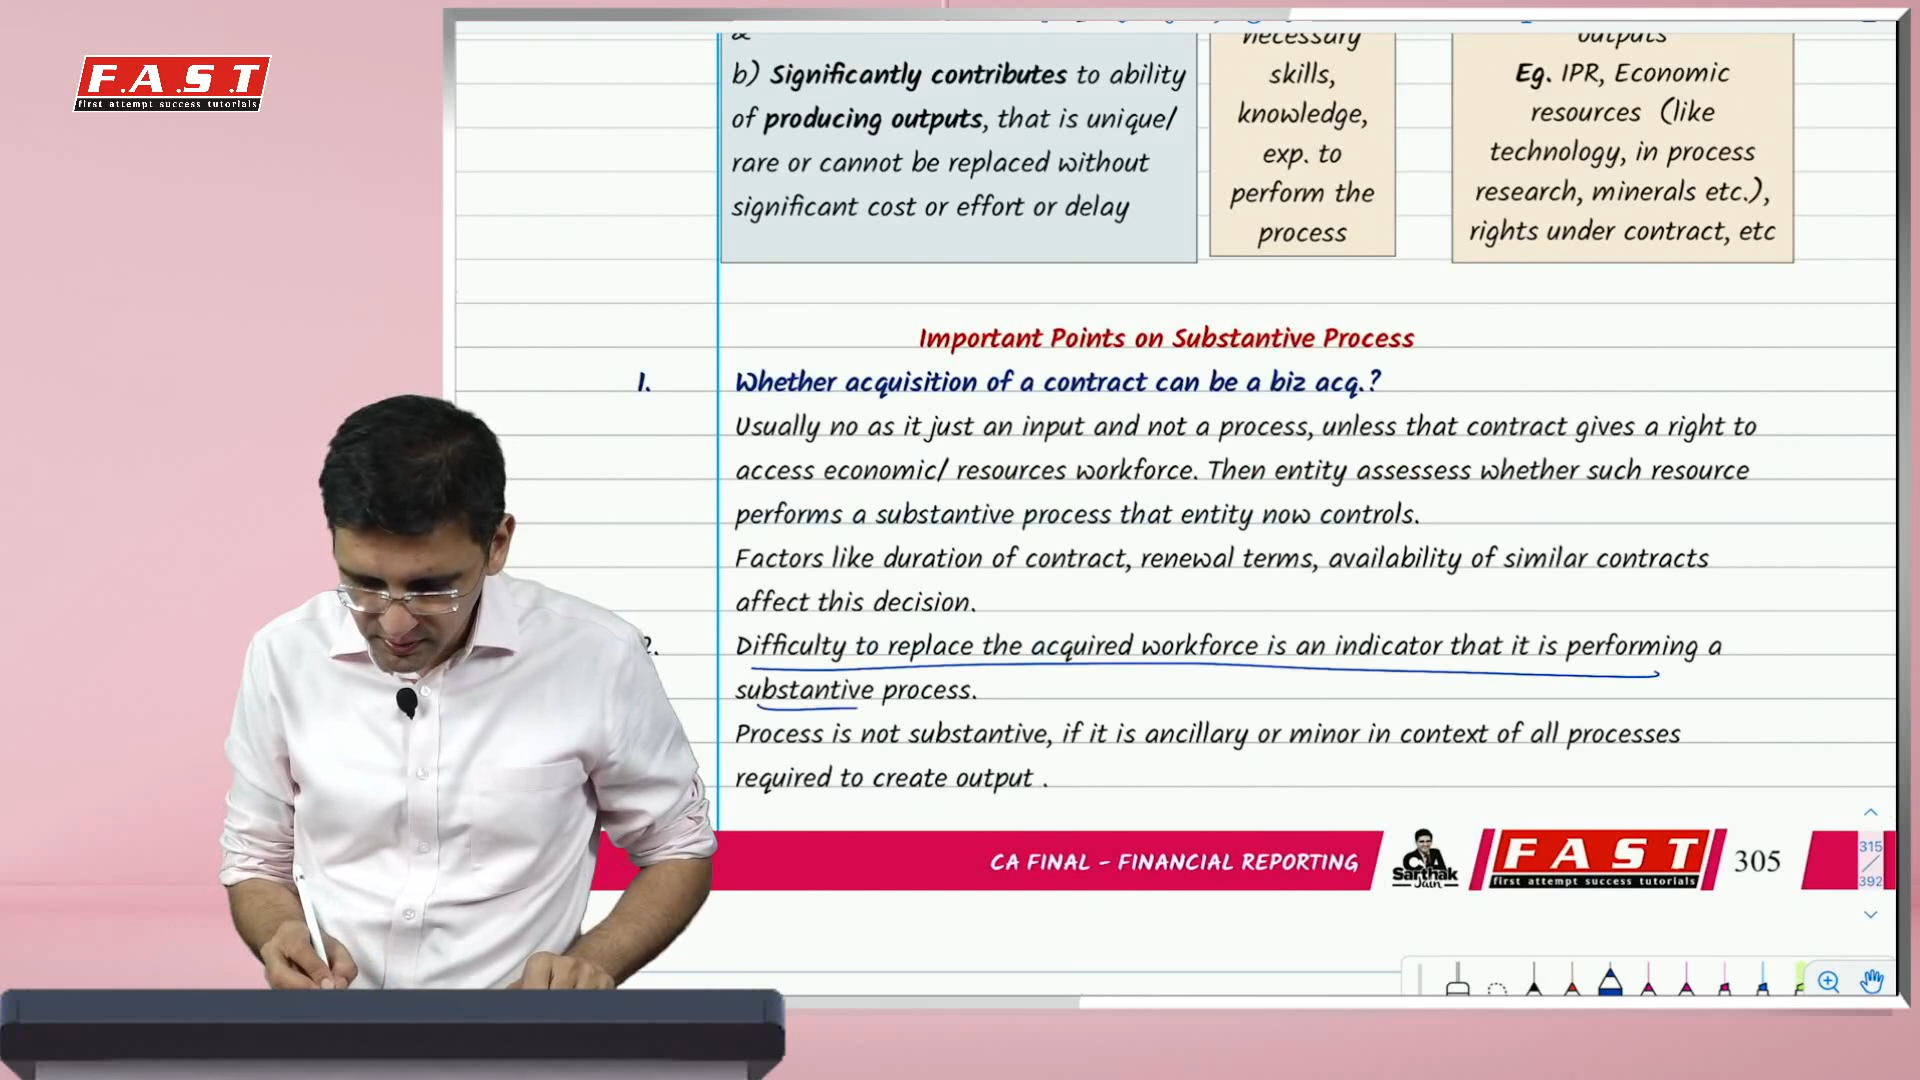 F.A.S.T
first attempt success tutorials
&
b) Significantly contributes to ability
of producing outputs, that is unique/
rare or cannot be replaced without
significant cost or effort or delay
necessary
skills,
knowledge,
exp. to
perform the
process
outputs
Eg. IPR, Economic
resources (like
technology, in process
research, minerals etc.),
rights under contract, etc
Important Points on Substantive Process
1. Whether acquisition of a contract can be a biz acq.?
Usually no as it just an input and not a process, unless that contract gives a right to
access economic/ resources workforce. Then entity assessess whether such resource
performs a substantive process that entity now controls.
Factors like duration of contract, renewal terms, availability of similar contracts
affect this decision.
2. Difficulty to replace the acquired workforce is an indicator that it is performing a
substantive process.
Process is not substantive, if it is ancillary or minor in context of all processes
required to create output .
CA FINAL - FINANCIAL REPORTING
CA
Sarthak
Jain
FAST
first attempt success tutorials
305
315
392